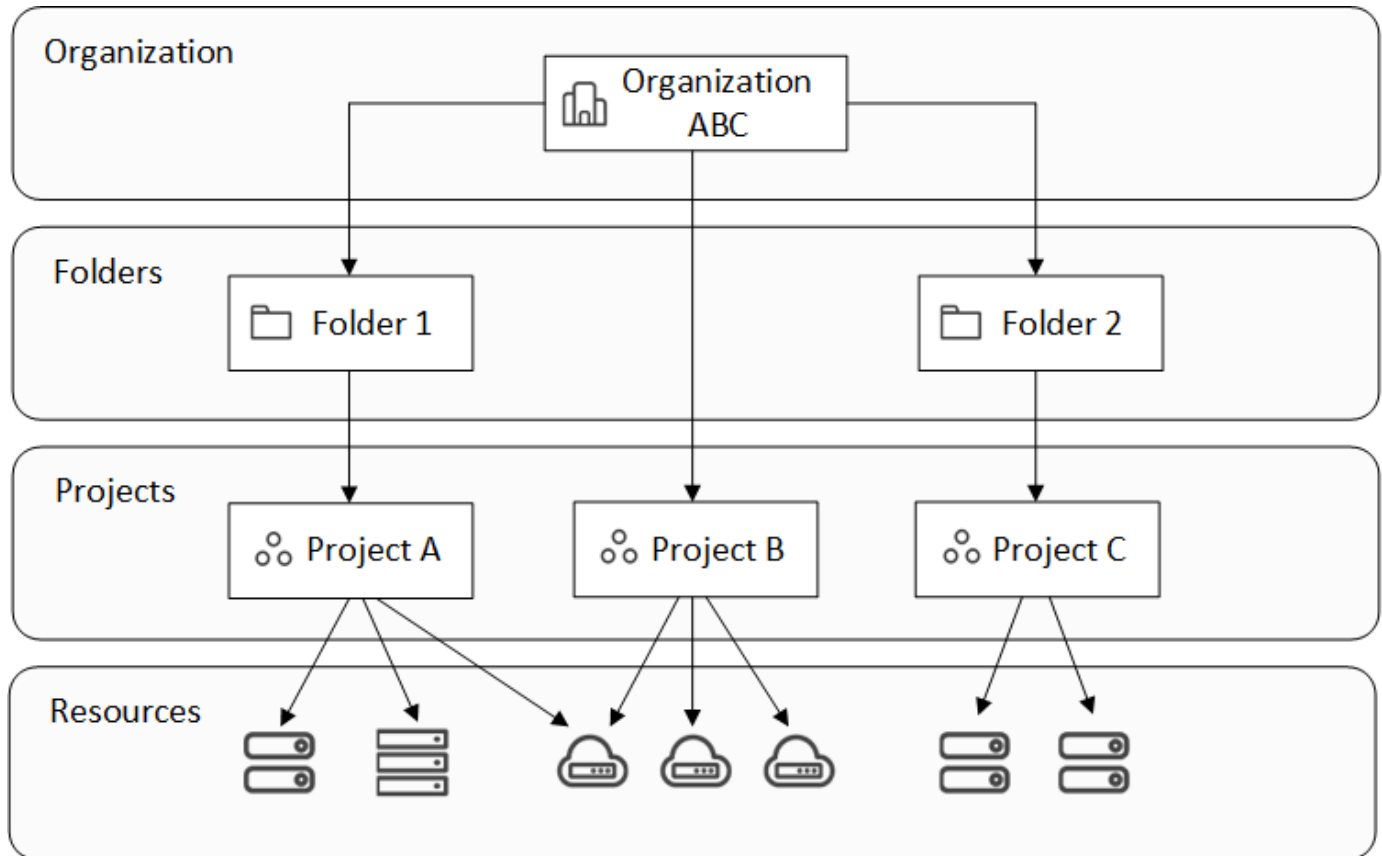 Organization
Organization
ABC
Folders
Folder 1
Folder 2
Projects
Project A
Project B
Project C
Resources